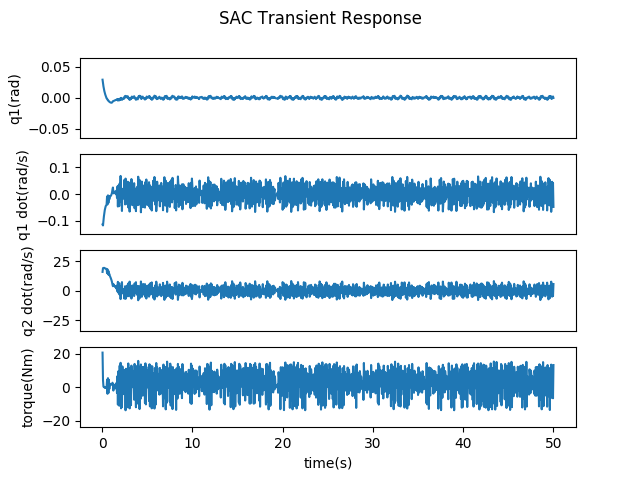 SAC Transient Response
q1(rad)
0.05
0.00
−0.05
q1 dot(rad/s)
0.1
0.0
−0.1
q2 dot(rad/s)
25
0
−25
torque(Nm)
20
0
−20
0 10 20 30 40 50
time(s)